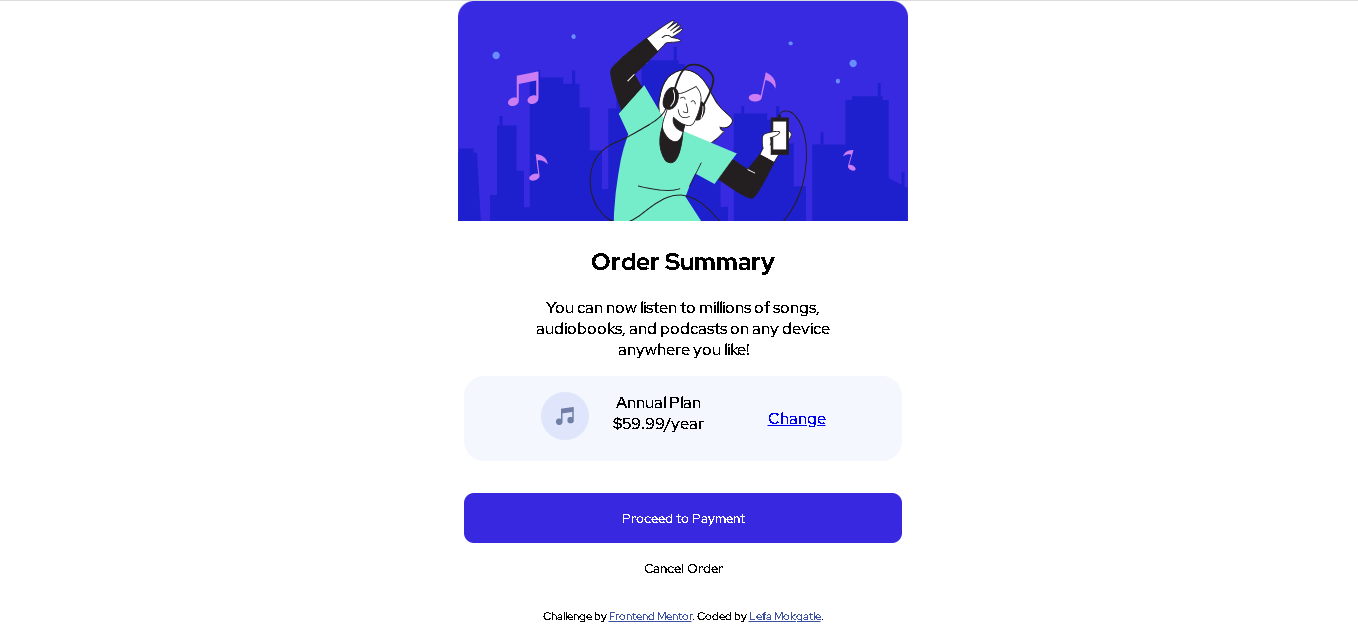 Order Summary
You can now listen to millions of songs,
audiobooks, and podcasts on any device
anywhere you like!
Annual Plan
$59.99/year
Change
Proceed to Payment
Cancel Order
Challenge by Frontend Mentor. Coded by Lefa Mokgatle.